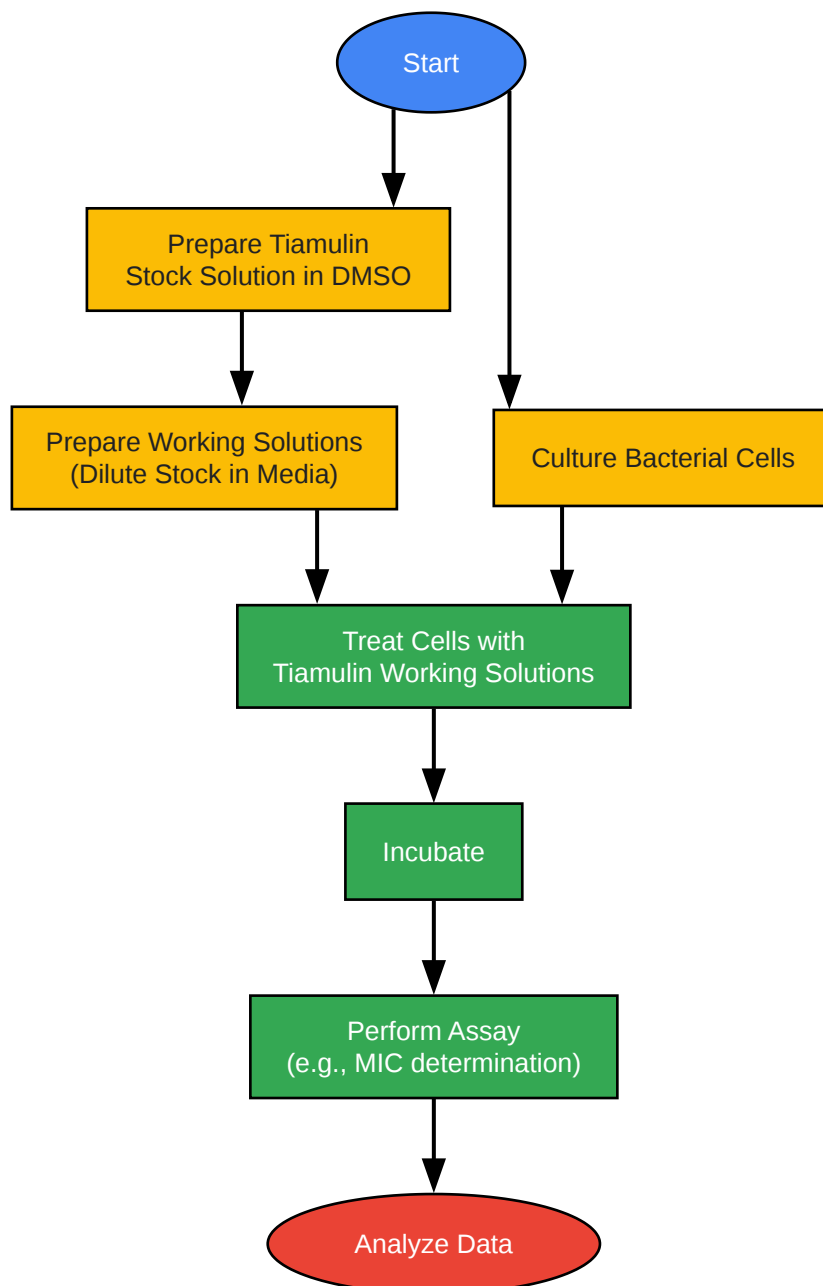 Start
Prepare Tiamulin
Stock Solution in DMSO
Prepare Working Solutions
(Dilute Stock in Media)
Culture Bacterial Cells
Treat Cells with
Tiamulin Working Solutions
Incubate
Perform Assay
(e.g., MIC determination)
Analyze Data